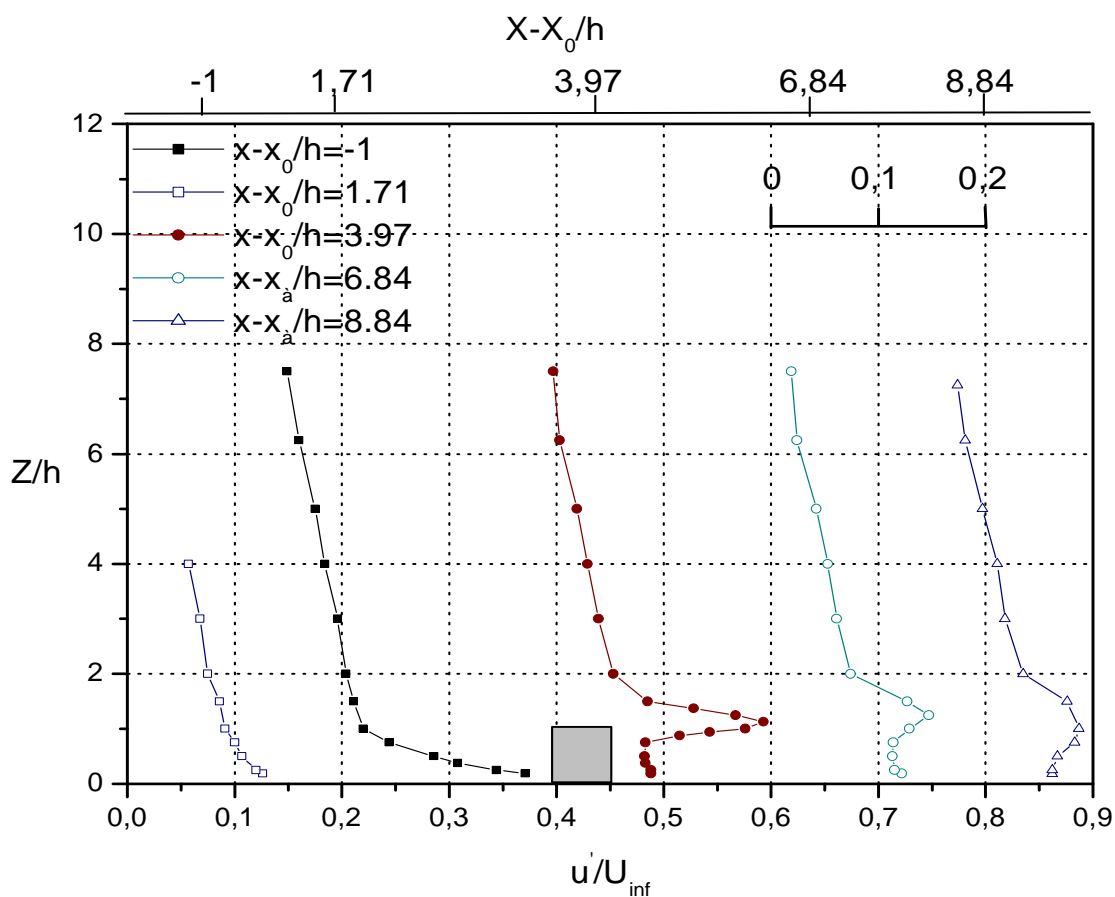 X-X₀/h
-1 1,71 3,97 6,84 8,84
12
x-x₀/h=-1
x-x₀/h=1.71
x-x₀/h=3.97
x-xà/h=6.84
x-xà/h=8.84
0 0,1 0,2
10
8
6
Z/h
4
2
0
0,0 0,1 0,2 0,3 0,4 0,5 0,6 0,7 0,8 0,9
u'/U inf